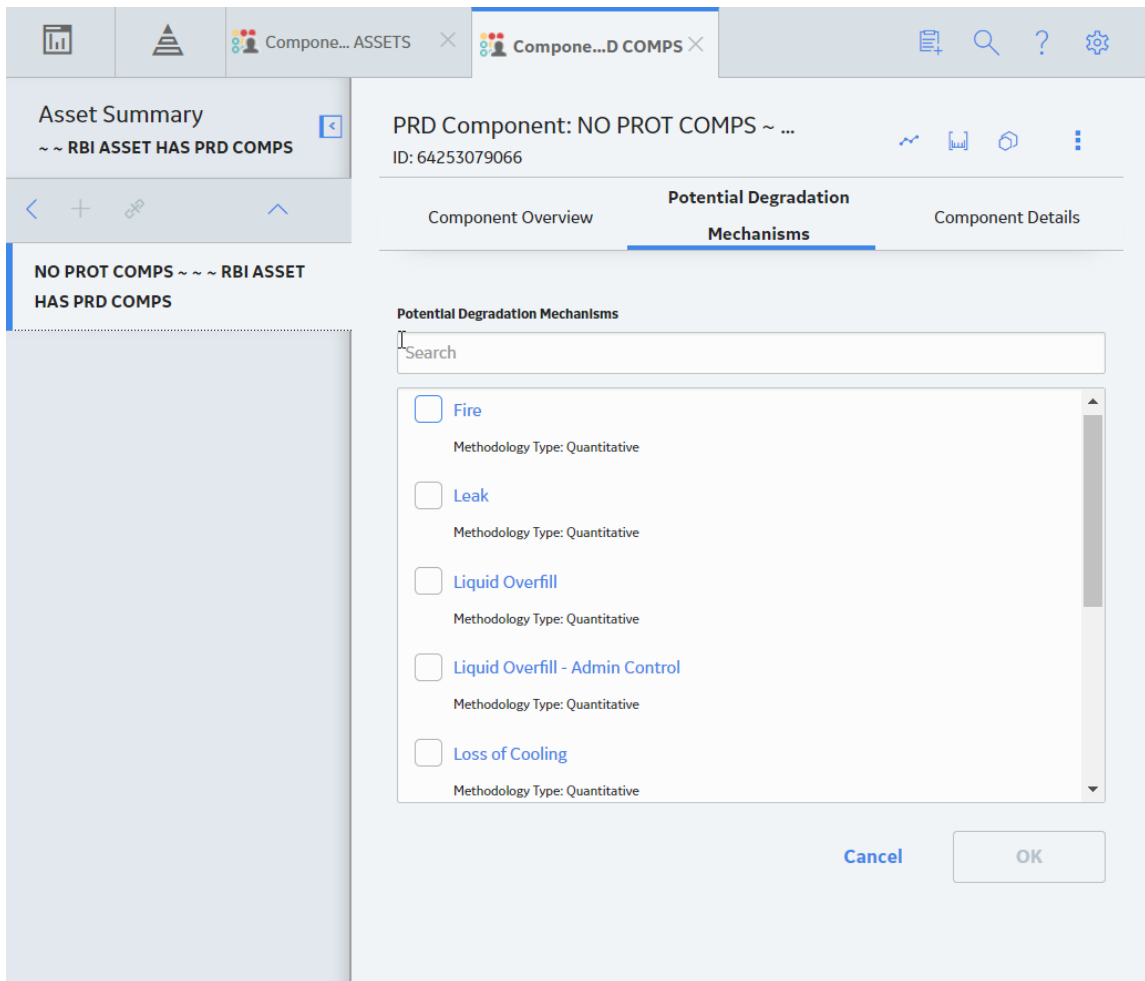 Compone... ASSETS
Compone...D COMPS
Asset Summary
~ ~ RBI ASSET HAS PRD COMPS
NO PROT COMPS ~ ~ ~ RBI ASSET
HAS PRD COMPS
PRD Component: NO PROT COMPS ~ ...
ID: 64253079066
Component Overview
Potential Degradation
Mechanisms
Component Details
Potential Degradation Mechanisms
Search
Fire
Methodology Type: Quantitative
Leak
Methodology Type: Quantitative
Liquid Overfill
Methodology Type: Quantitative
Liquid Overfill - Admin Control
Methodology Type: Quantitative
Loss of Cooling
Methodology Type: Quantitative
Cancel
OK